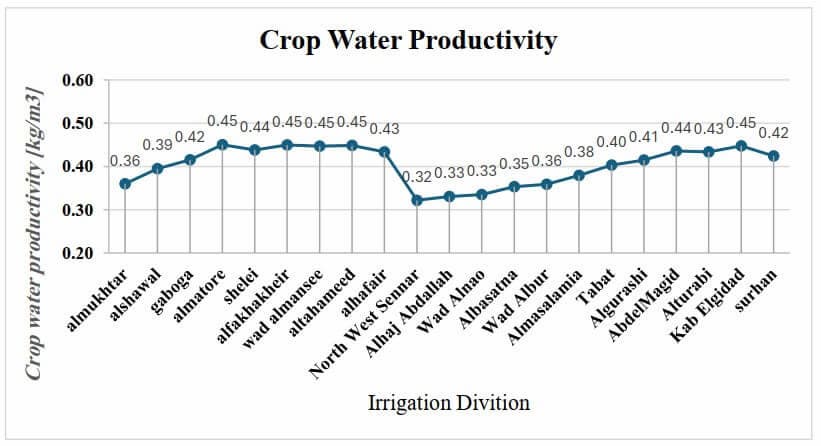 Crop Water Productivity
Crop water productivity [kg/m3]
0.60
0.50
0.40
0.30
0.20
0.36
0.39
0.42
0.45
0.44
0.45
0.45
0.45
0.43
0.32
0.33
0.33
0.35
0.36
0.38
0.40
0.41
0.44
0.43
0.45
0.42
almukhtar
alshawal
gaboga
almatore
shelei
alfakhakheir
wad almansee
altahameed
alhafair
North West Sennar
Alhaj Abdallah
Wad Almao
Albasatna
Wad Albur
Almasalamia
Tabat
Algurashi
AbdelMagid
Alturabi
Kab Elgidad
surhan
Irrigation Divition